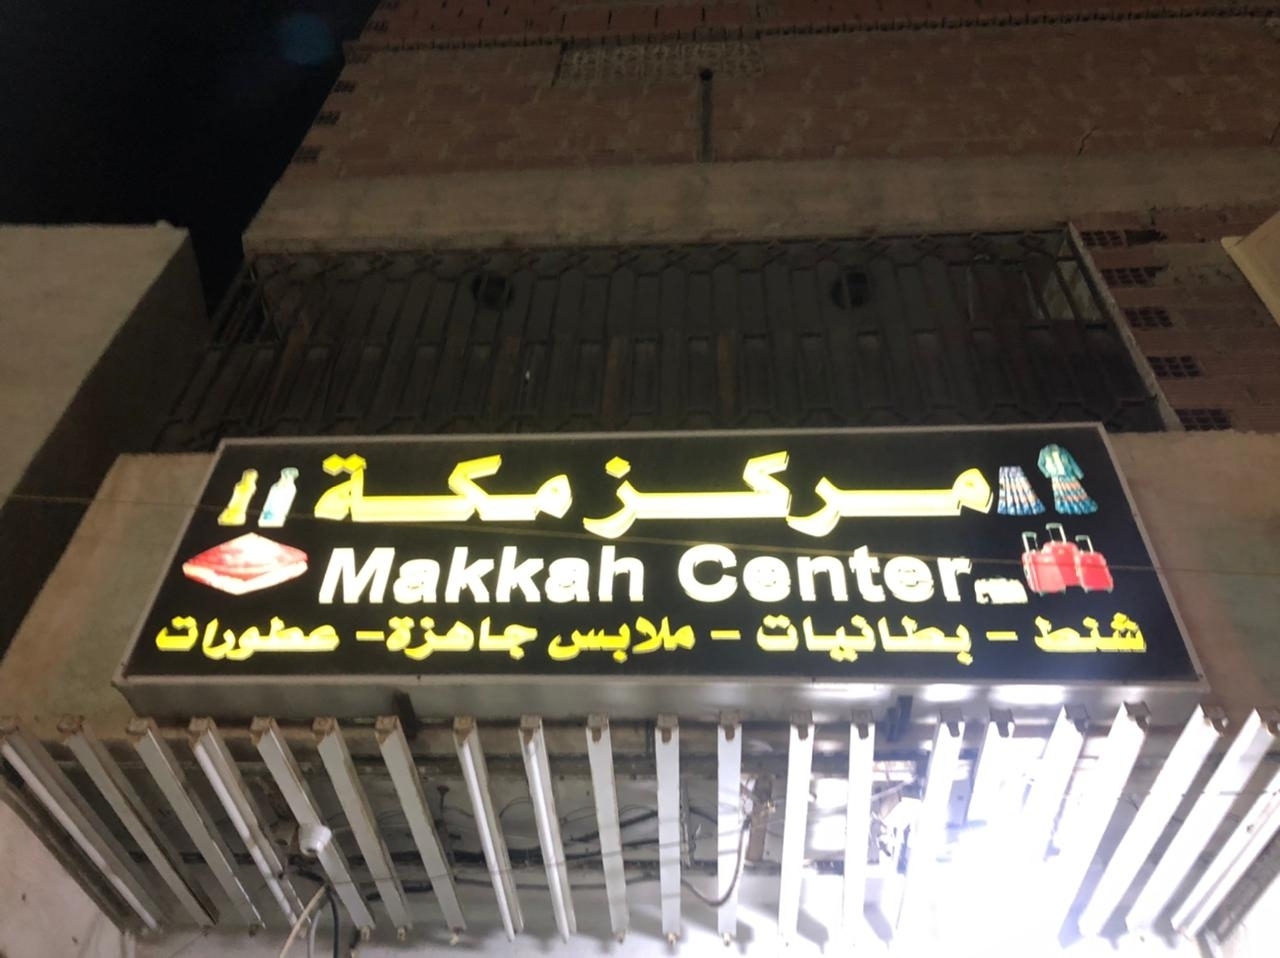 مركز مكة
Makkah Center
شنط - بطانيات - ملابس جاهزة - عطورات